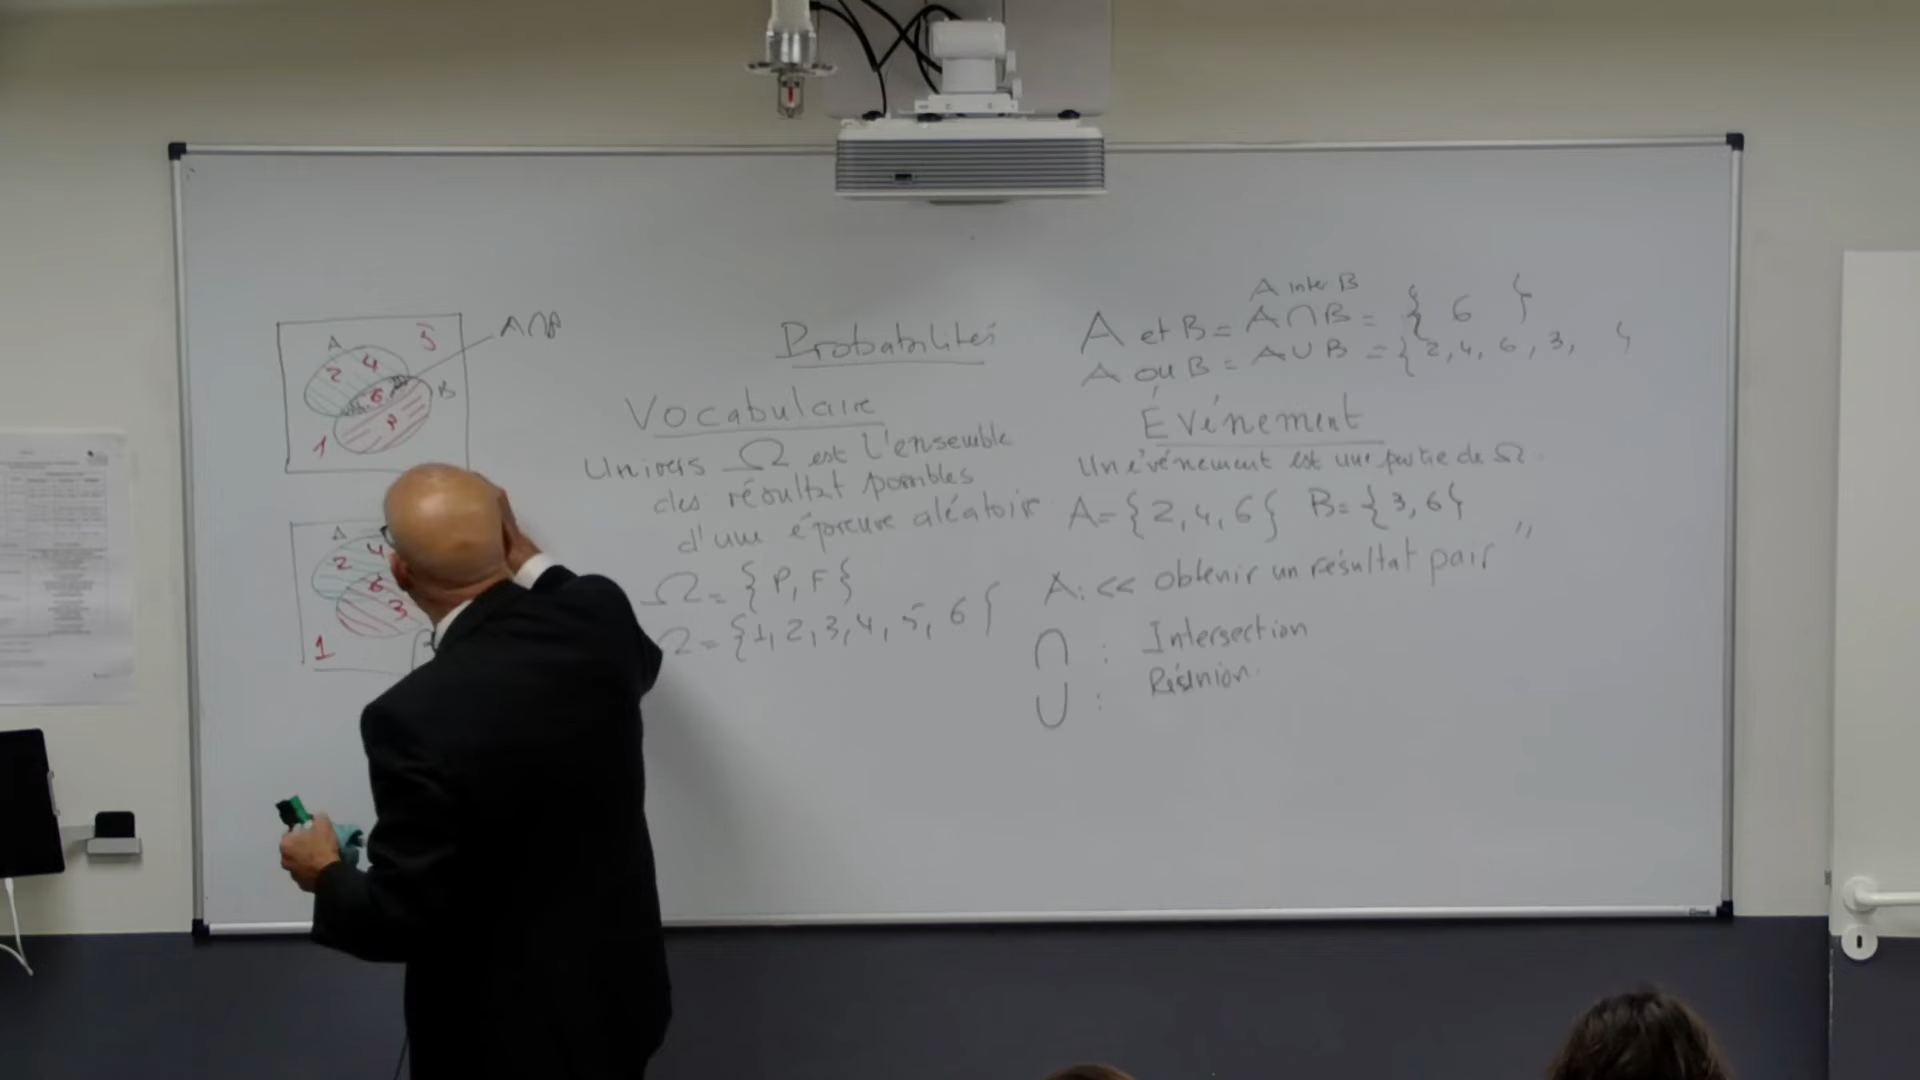 A
5
A∩B
4
2
6
B
1
A
4
2
6
3
1
Probabilités
Vocabulaire
Univers Ω est l'ensemble
des résultat possibles
d'une épreuve aléatoire
Ω = {P, F}
Ω = {1, 2, 3, 4, 5, 6}
A inter B
A et B = A∩B = { 6 }
A ou B = A∪B = {2, 4, 6, 3, }
Événement
Un événement est une partie de Ω.
A = {2, 4, 6} B = {3, 6}
A: << obtenir un résultat pair "
∩ : Intersection
∪ : Réunion